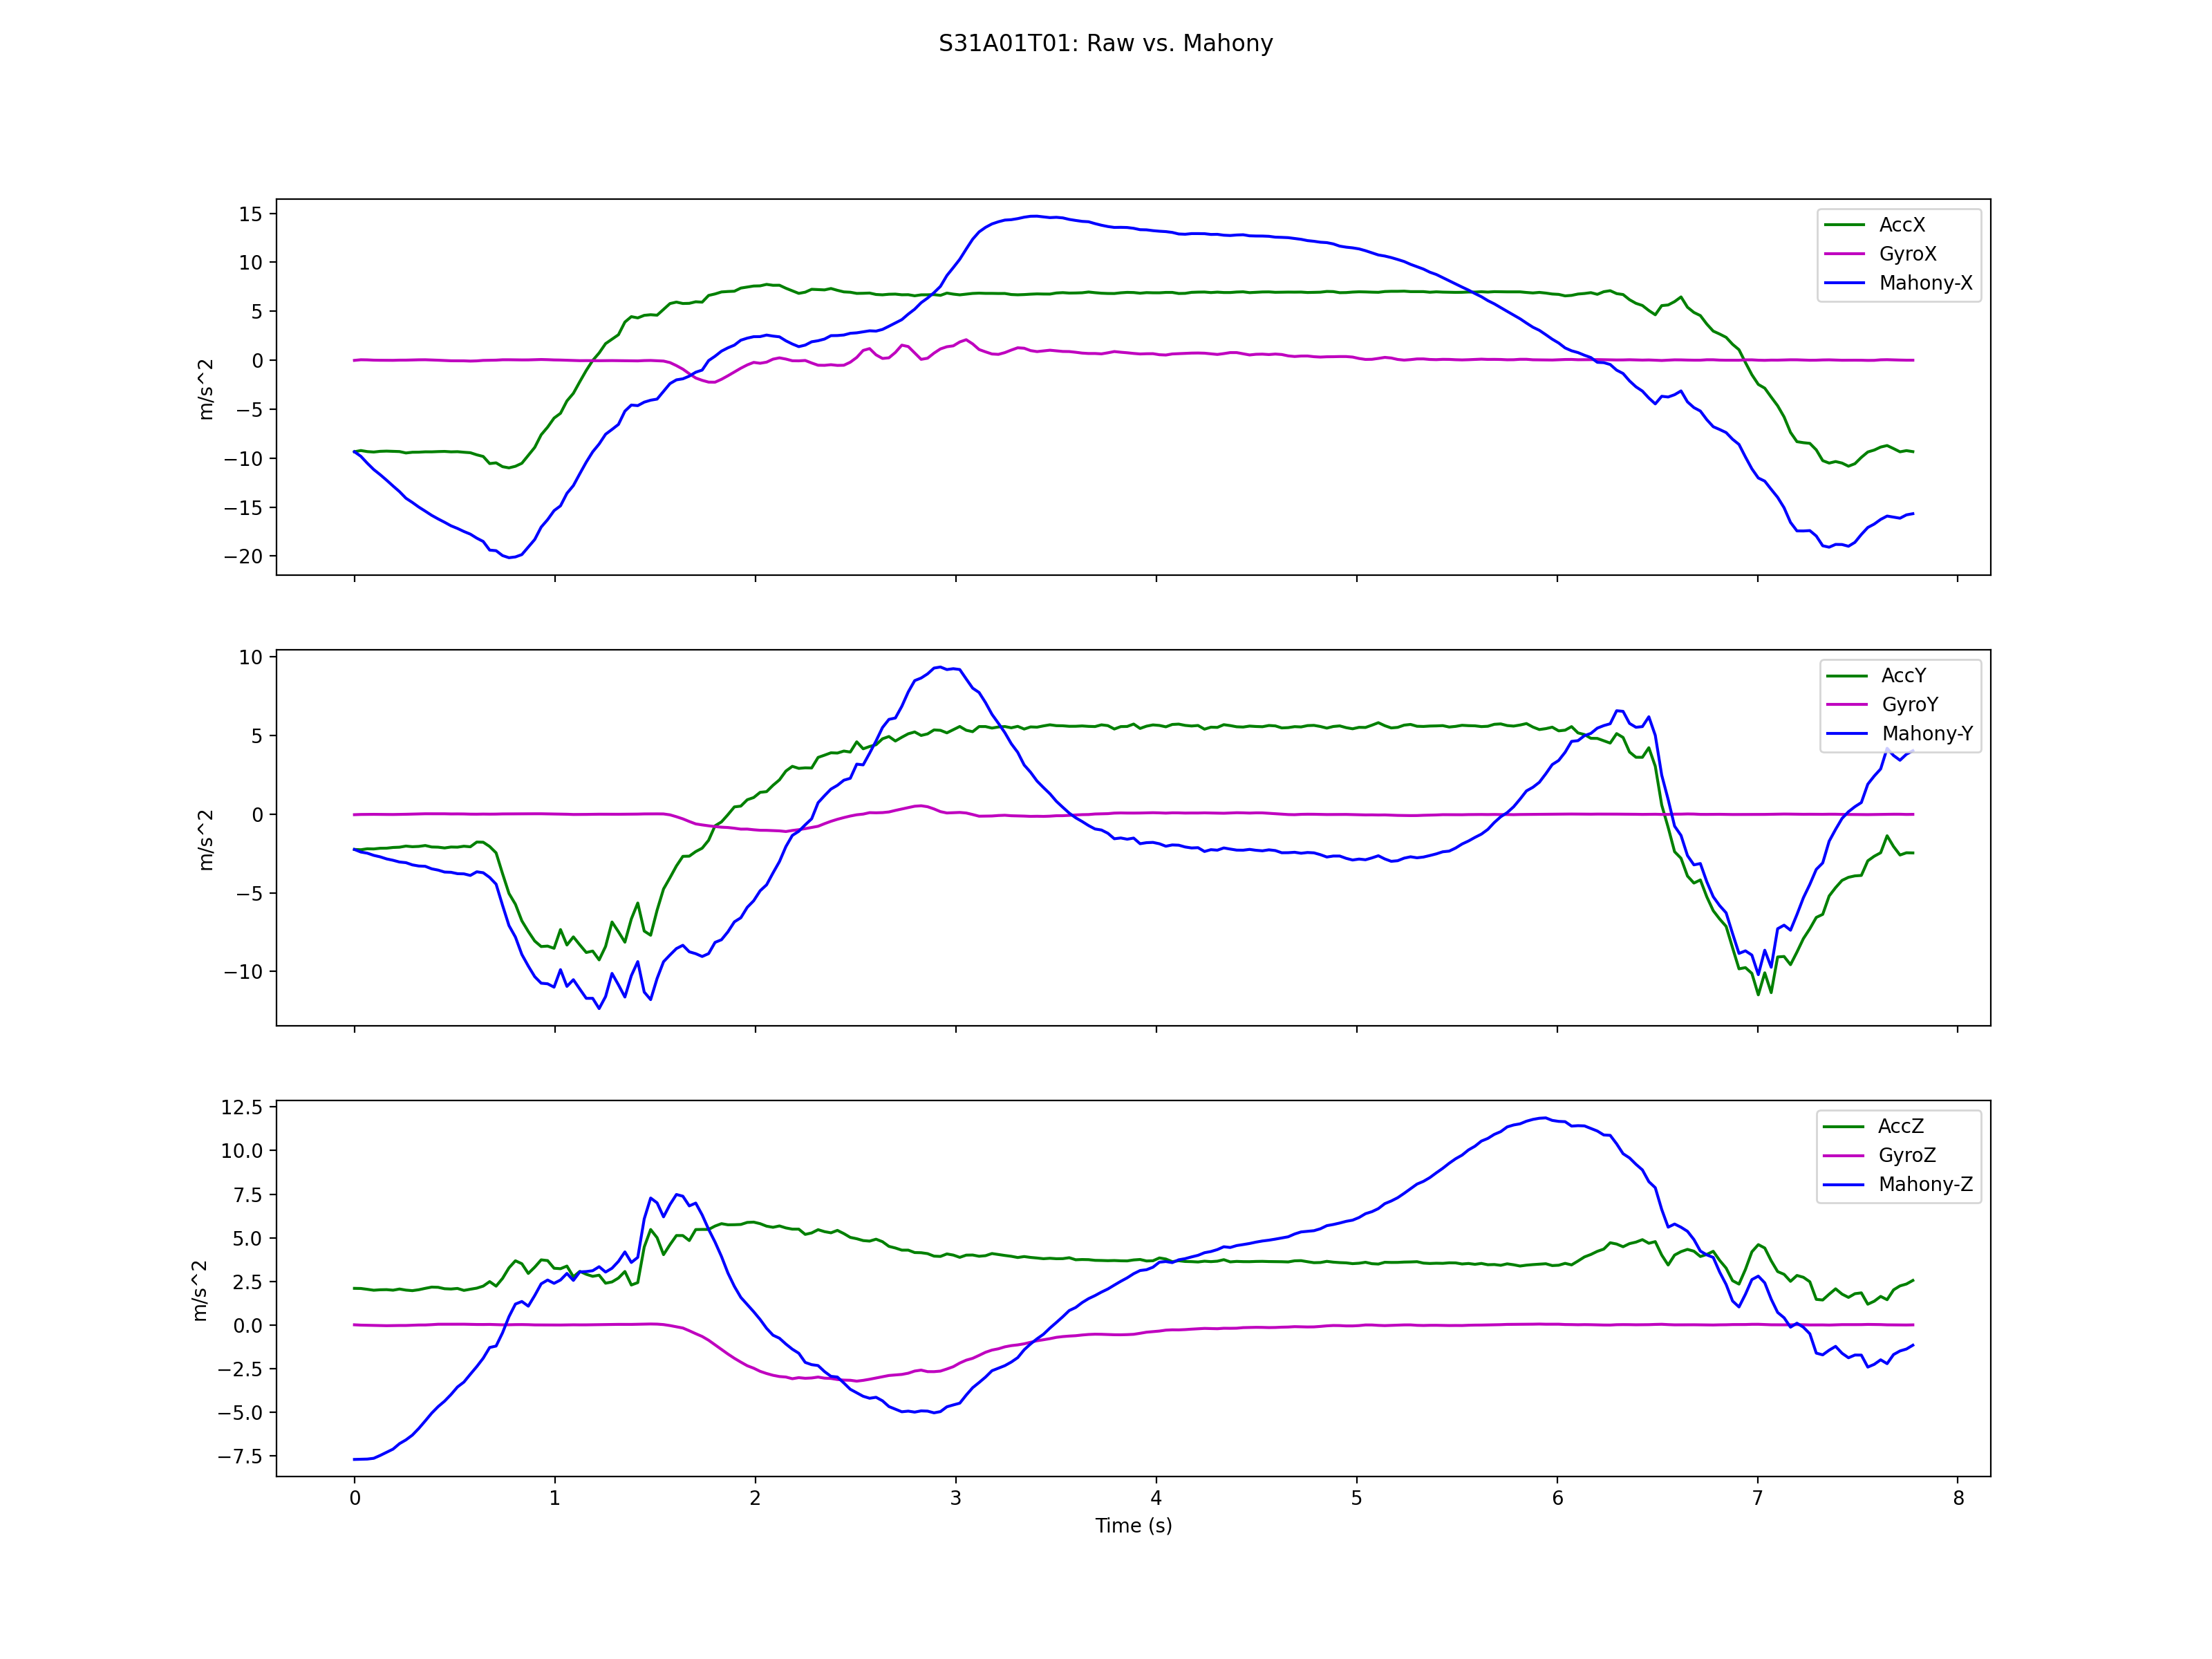 S31A01T01: Raw vs. Mahony
15
10
5
0
−5
−10
−15
−20
m/s^2
AccX
GyroX
Mahony-X
10
5
0
−5
−10
m/s^2
AccY
GyroY
Mahony-Y
12.5
10.0
7.5
5.0
2.5
0.0
−2.5
−5.0
−7.5
m/s^2
AccZ
GyroZ
Mahony-Z
0 1 2 3 4 5 6 7 8
Time (s)